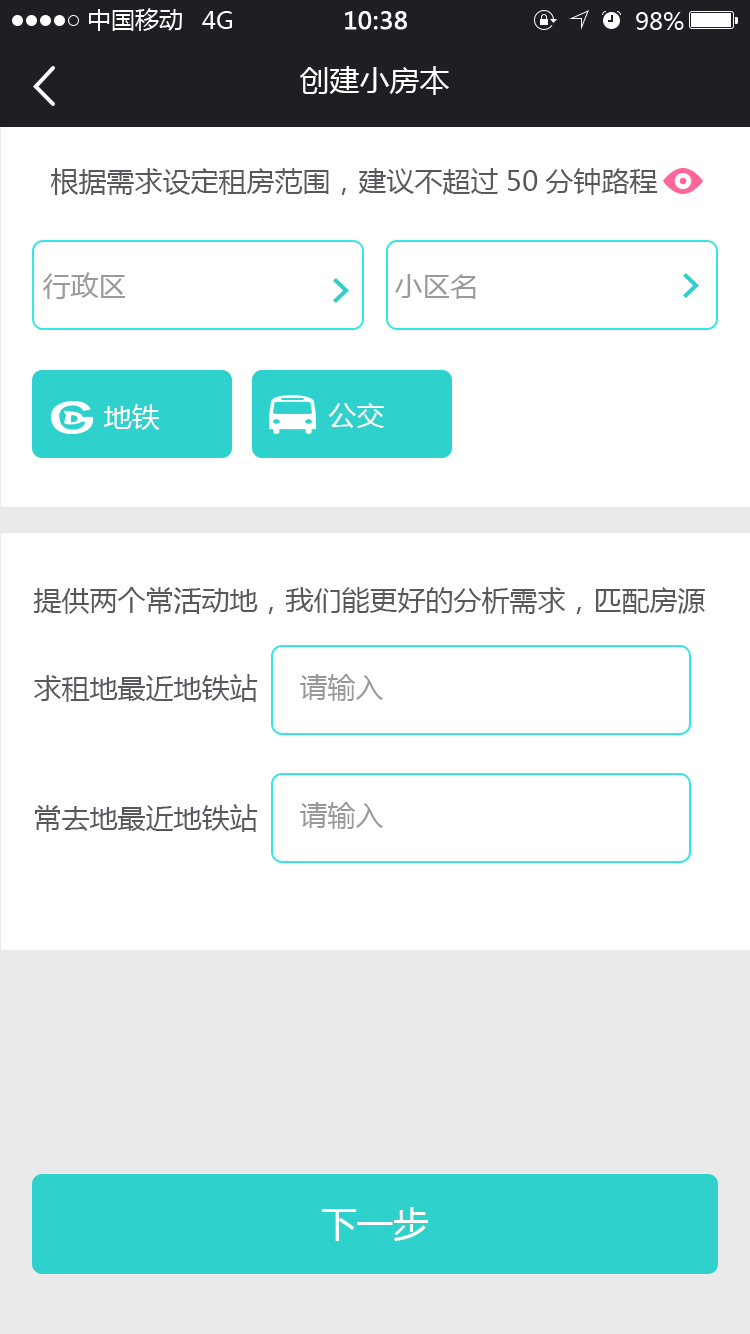 中国移动 4G 10:38 98%
创建小房本
根据需求设定租房范围，建议不超过 50 分钟路程
行政区 小区名
地铁 公交
提供两个常活动地，我们能更好的分析需求，匹配房源
求租地最近地铁站 请输入
常去地最近地铁站 请输入
下一步